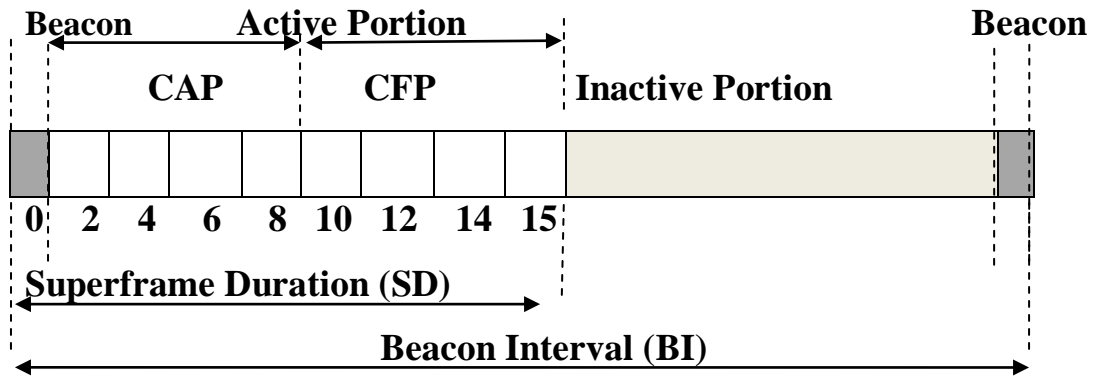 Beacon Active Portion Beacon
CAP CFP Inactive Portion
0 2 4 6 8 10 12 14 15
Superframe Duration (SD)
Beacon Interval (BI)